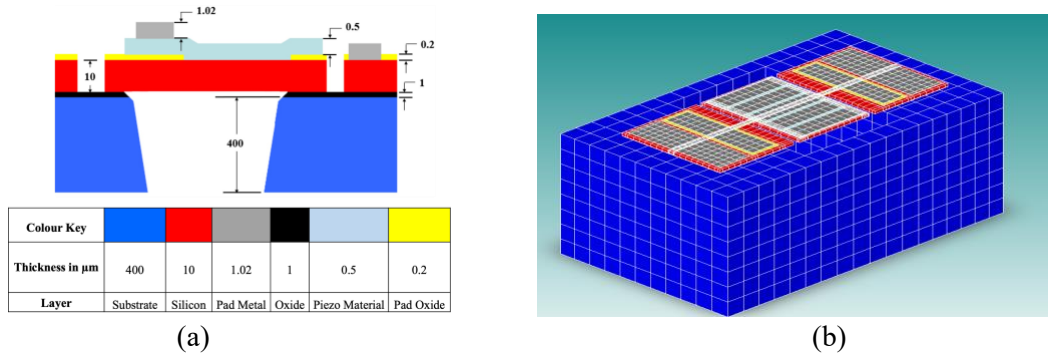 1.02
0.5
0.2
10
1
400
Colour Key
Thickness in µm 400 10 1.02 1 0.5 0.2
Layer Substrate Silicon Pad Metal Oxide Piezo Material Pad Oxide
(a) (b)